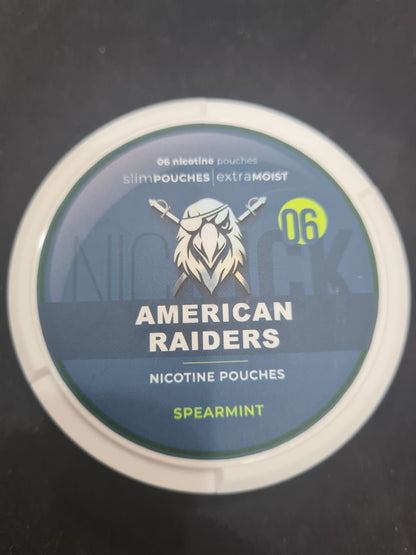 06 nicotine pouches
slimPOUCHES | extraMOIST
06
AMERICAN
RAIDERS
NICOTINE POUCHES
SPEARMINT